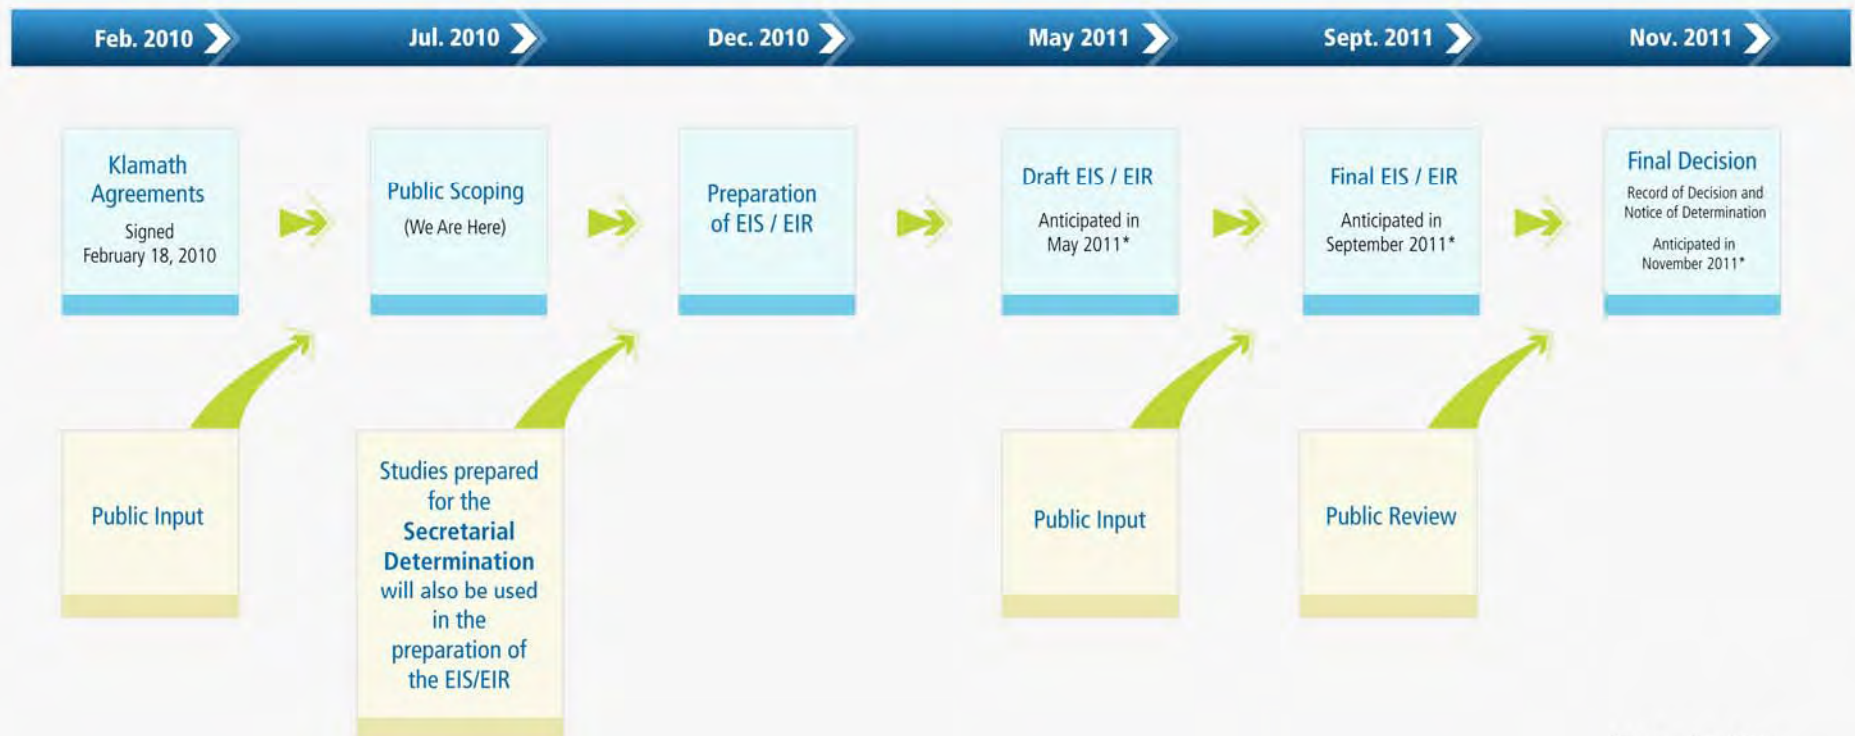 Feb. 2010
Jul. 2010
Dec. 2010
May 2011
Sept. 2011
Nov. 2011
Klamath
Agreements
Signed
February 18, 2010
Public Scoping
(We Are Here)
Preparation
of EIS / EIR
Draft EIS / EIR
Anticipated in
May 2011*
Final EIS / EIR
Anticipated in
September 2011*
Final Decision
Record of Decision and
Notice of Determination
Anticipated in
November 2011*
Public Input
Studies prepared
for the
Secretarial
Determination
will also be used
in the
preparation of
the EIS/EIR
Public Input
Public Review